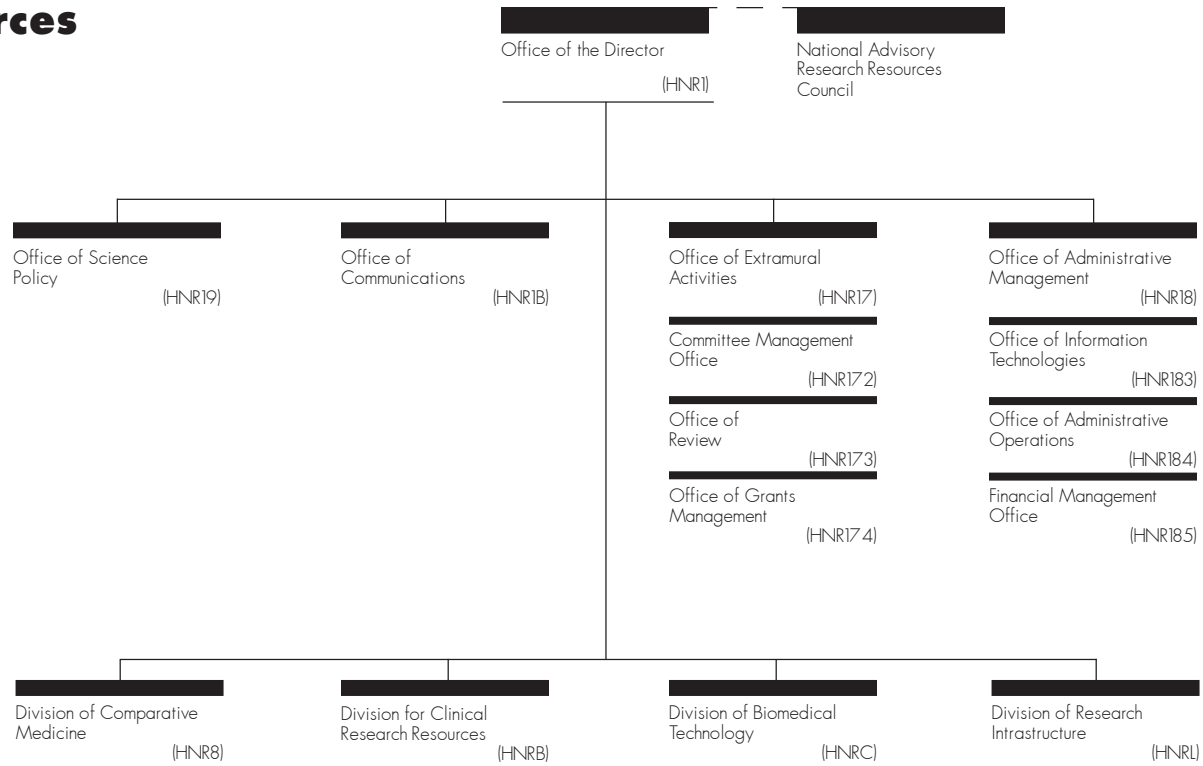 rces
Office of the Director
(HNR1)
National Advisory
Research Resources
Council
Office of Science
Policy
(HNR19)
Office of
Communications
(HNR1B)
Office of Extramural
Activities
(HNR17)
Committee Management
Office
(HNR172)
Office of
Review
(HNR173)
Office of Grants
Management
(HNR174)
Office of Administrative
Management
(HNR18)
Office of Information
Technologies
(HNR183)
Office of Administrative
Operations
(HNR184)
Financial Management
Office
(HNR185)
Division of Comparative
Medicine
(HNR8)
Division for Clinical
Research Resources
(HNRB)
Division of Biomedical
Technology
(HNRC)
Division of Research
Intrastructure
(HNRL)